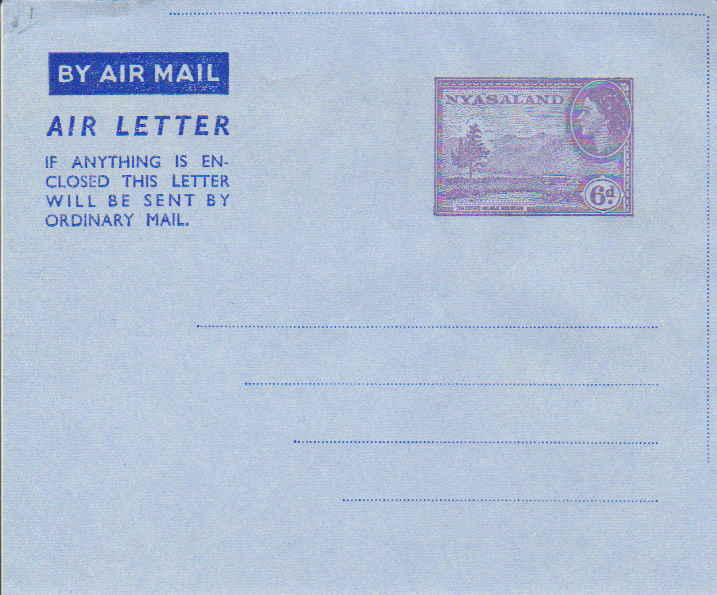 BY AIR MAIL
AIR LETTER
IF ANYTHING IS EN-
CLOSED THIS LETTER
WILL BE SENT BY
ORDINARY MAIL.
NYASALAND
6d.